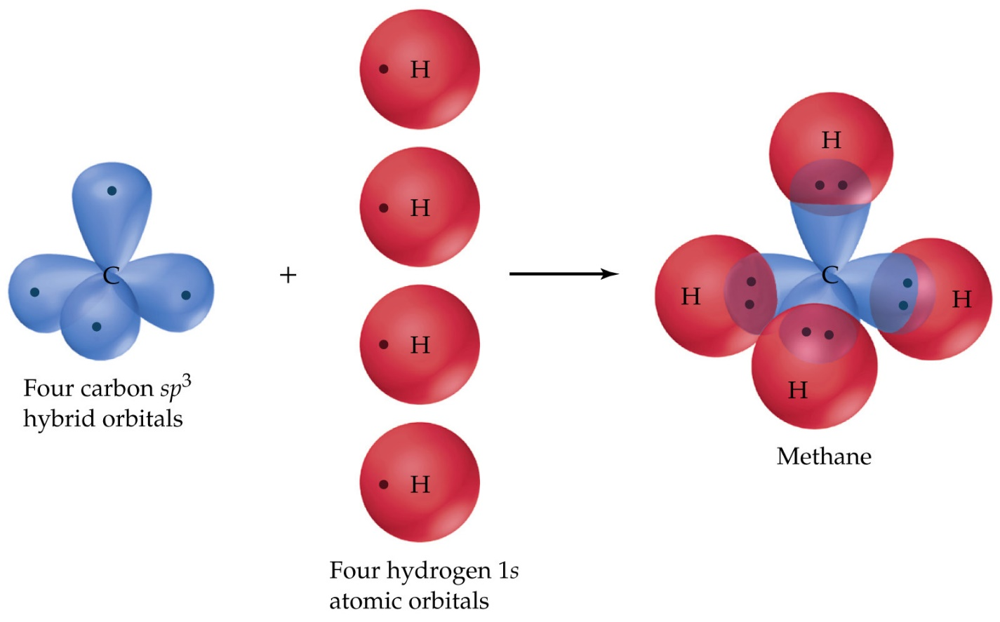 H
H
C
+
H
H
Four carbon sp³
hybrid orbitals
Four hydrogen 1s
atomic orbitals
H
H
C
H
H
Methane